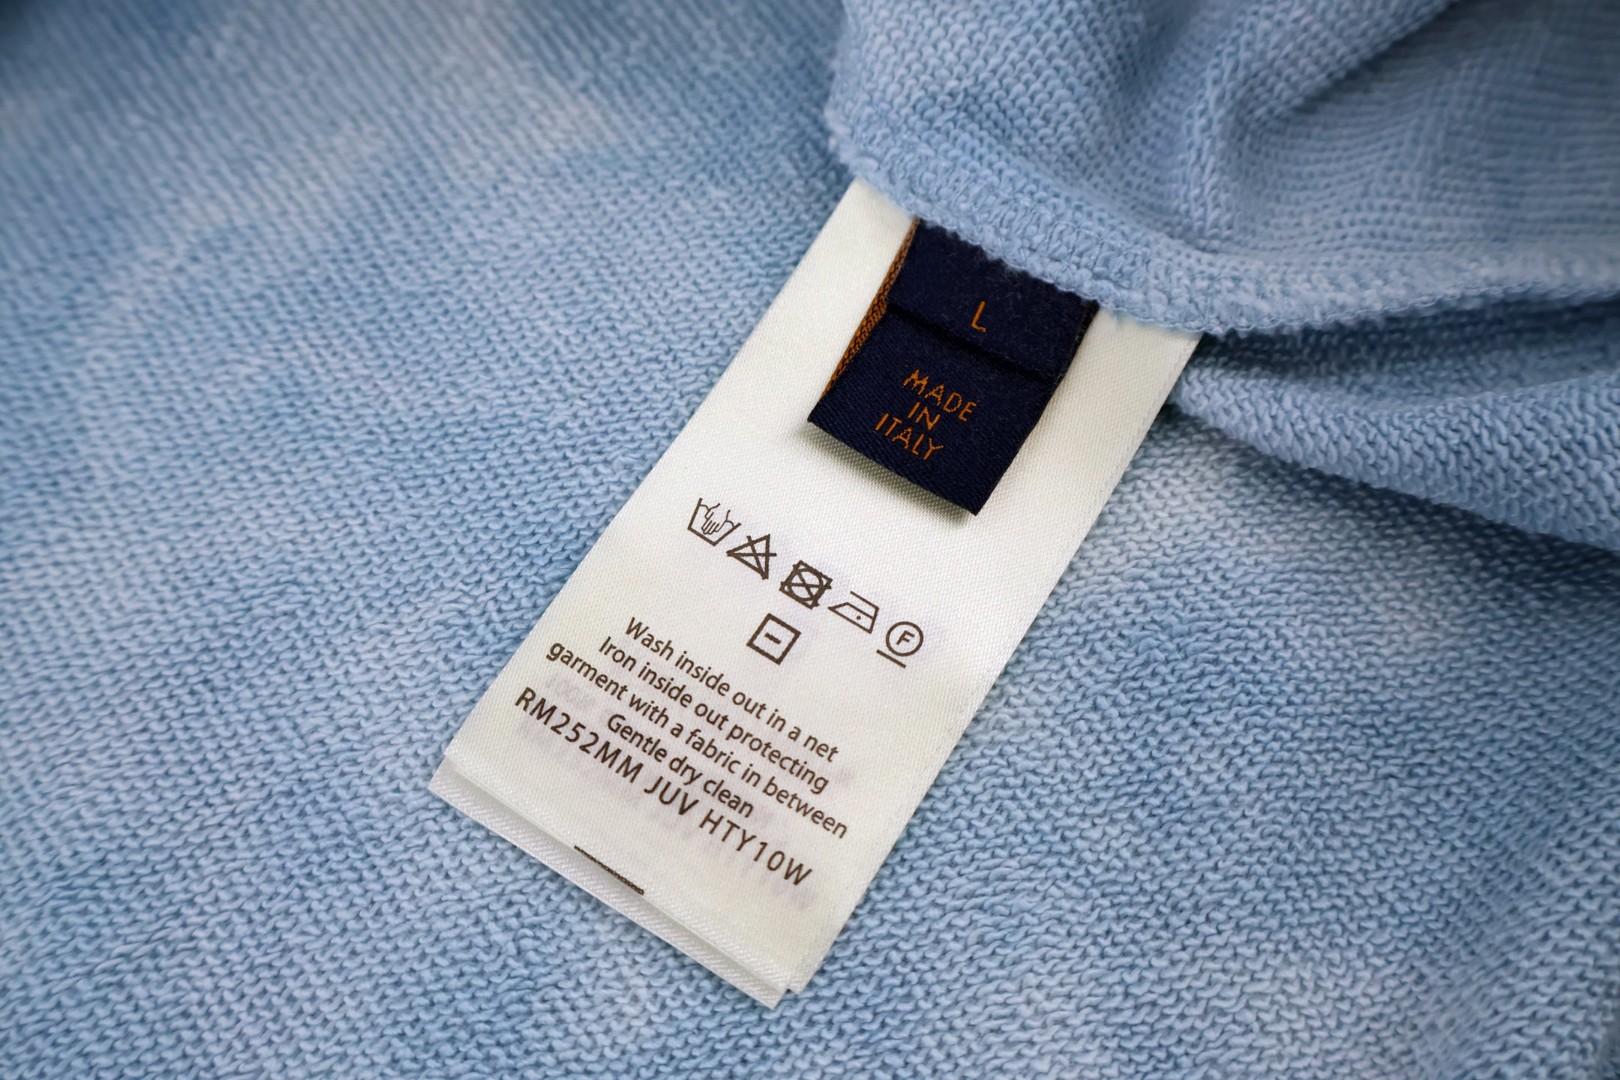 L
MADE
IN
ITALY
F
Wash inside out in a net
Iron inside out protecting
garment with a fabric in between
Gentle dry clean
RM252MM JUV HTY10W